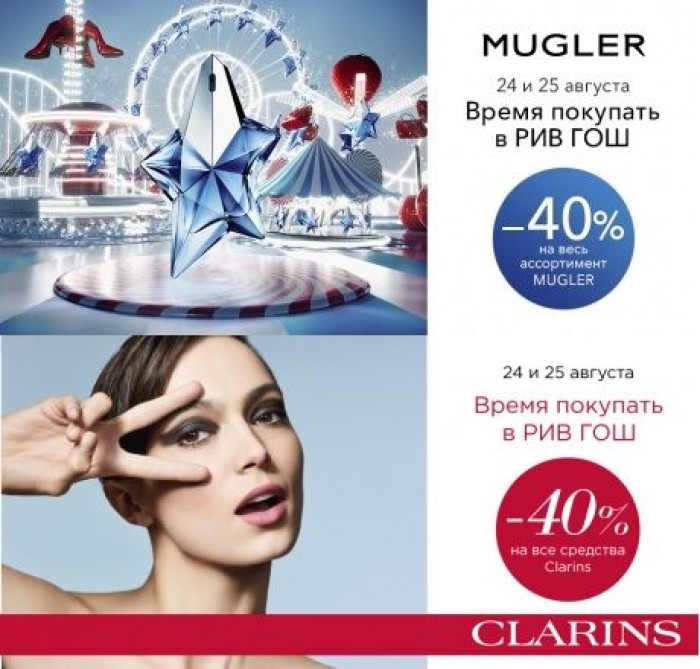 MUGLER
24 и 25 августа
Время покупать
в РИВ ГОШ
-40%
на весь
ассортимент
MUGLER
24 и 25 августа
Время покупать
в РИВ ГОШ
-40%
на все средства
Clarins
CLARINS